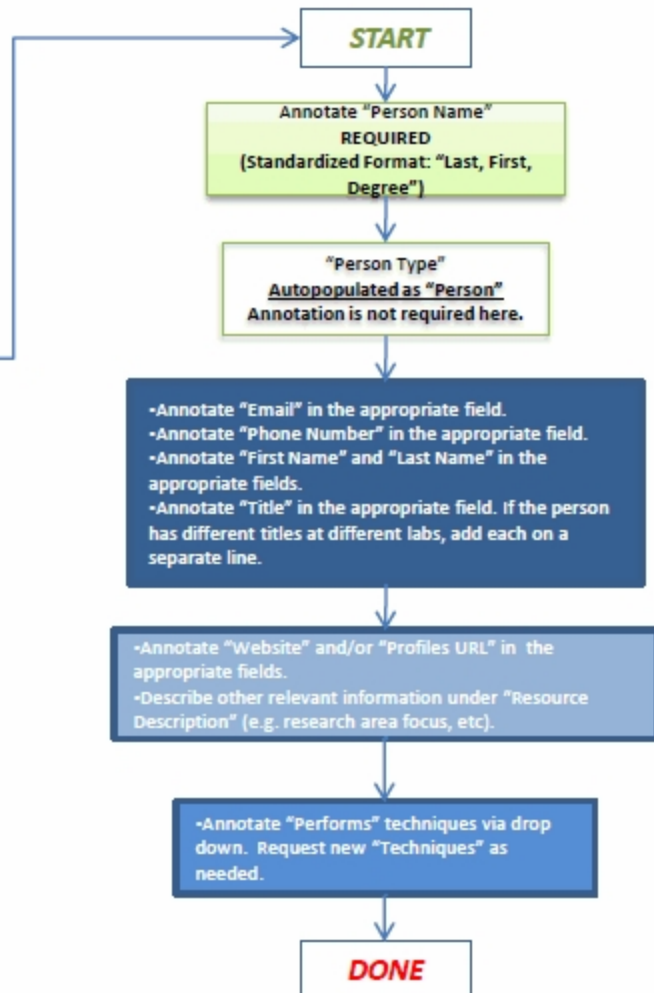 START
Annotate “Person Name”
REQUIRED
(Standardized Format: “Last, First,
Degree”)
“Person Type”
Autopopulated as “Person”
Annotation is not required here.
•Annotate “Email” in the appropriate field.
•Annotate “Phone Number” in the appropriate field.
•Annotate “First Name” and “Last Name” in the
appropriate fields.
•Annotate “Title” in the appropriate field. If the person
has different titles at different labs, add each on a
separate line.
•Annotate “Website” and/or “Profiles URL” in  the
appropriate fields.
•Describe other relevant information under “Resource
Description” (e.g. research area focus, etc).
•Annotate “Performs” techniques via drop
down.  Request new “Techniques” as
needed.
DONE